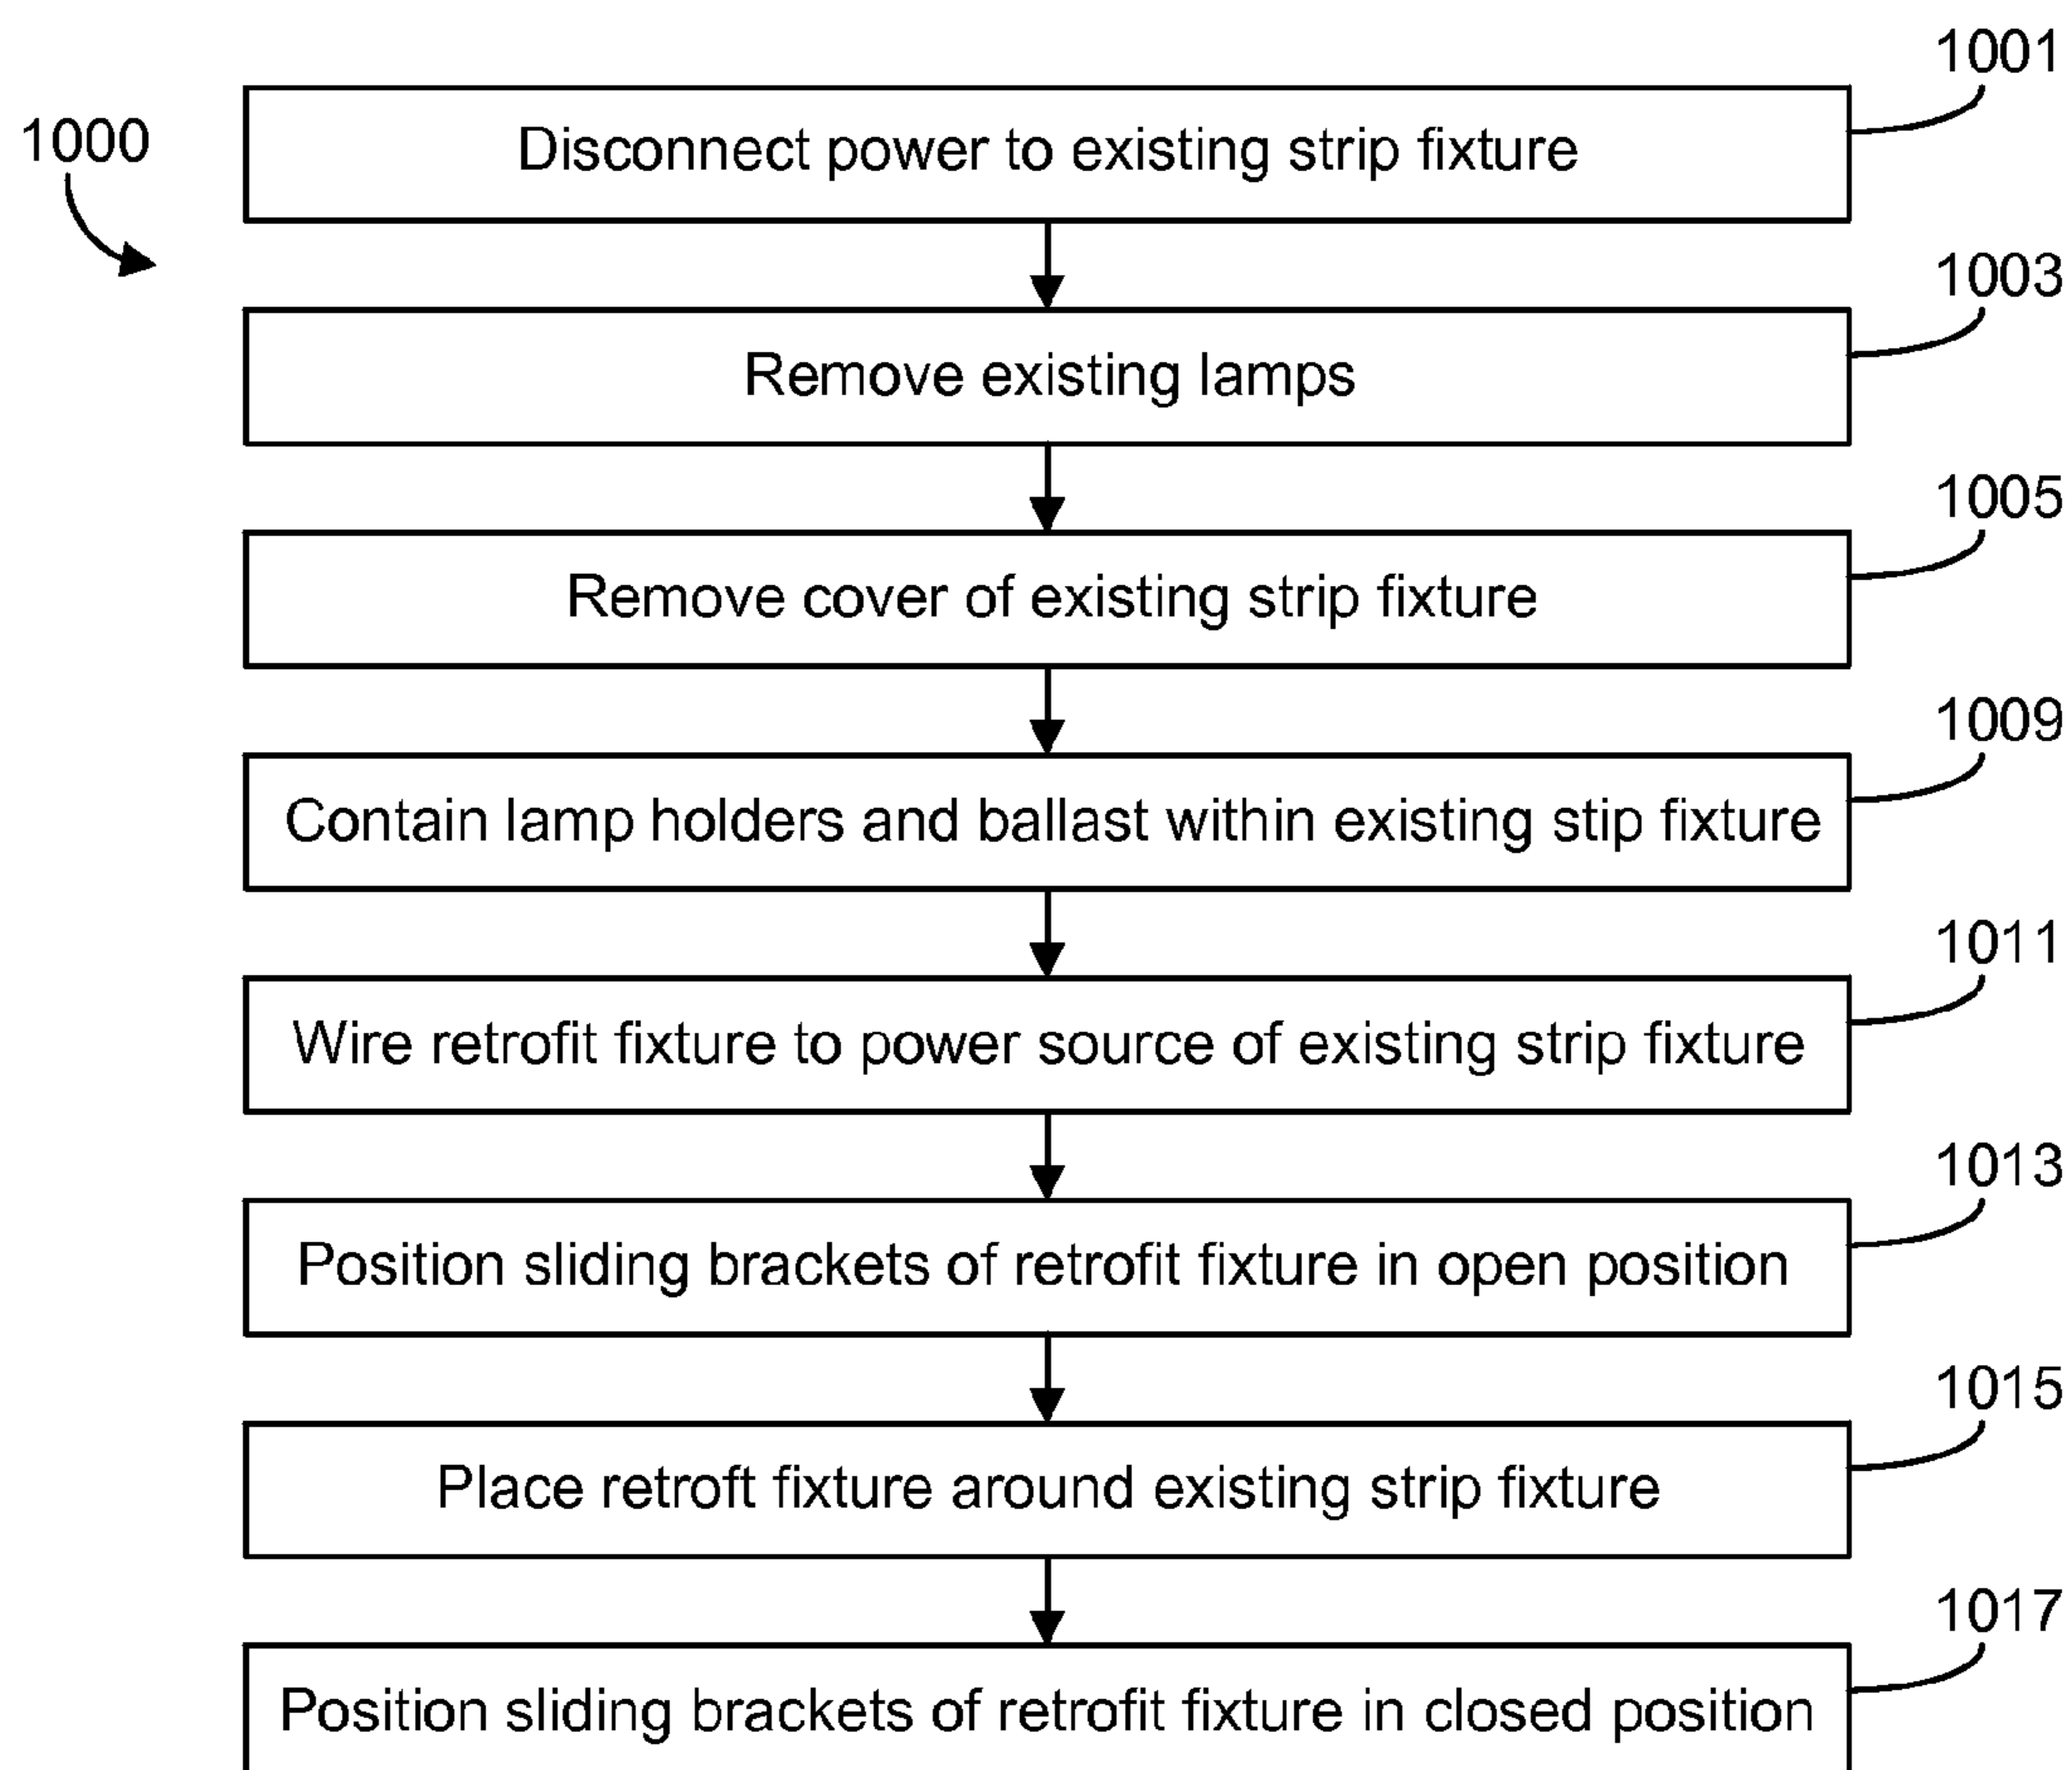 1000
1001
Disconnect power to existing strip fixture
1003
Remove existing lamps
1005
Remove cover of existing strip fixture
1009
Contain lamp holders and ballast within existing stip fixture
1011
Wire retrofit fixture to power source of existing strip fixture
1013
Position sliding brackets of retrofit fixture in open position
1015
Place retroft fixture around existing strip fixture
1017
Position sliding brackets of retrofit fixture in closed position